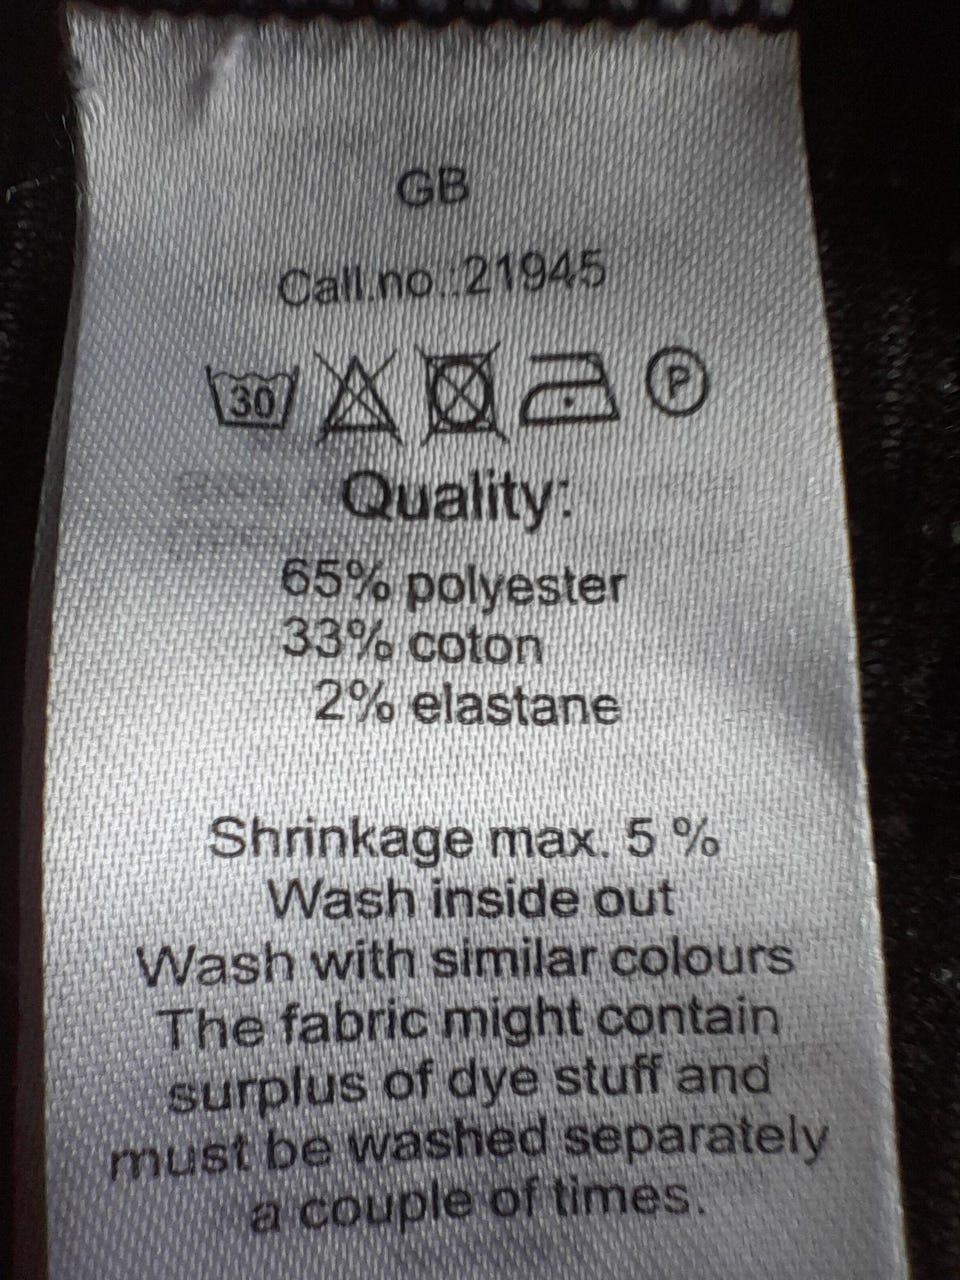 GB
Call.no.:21945
30 P
Quality:
65% polyester
33% coton
2% elastane
Shrinkage max. 5 %
Wash inside out
Wash with similar colours
The fabric might contain
surplus of dye stuff and
must be washed separately
a couple of times.